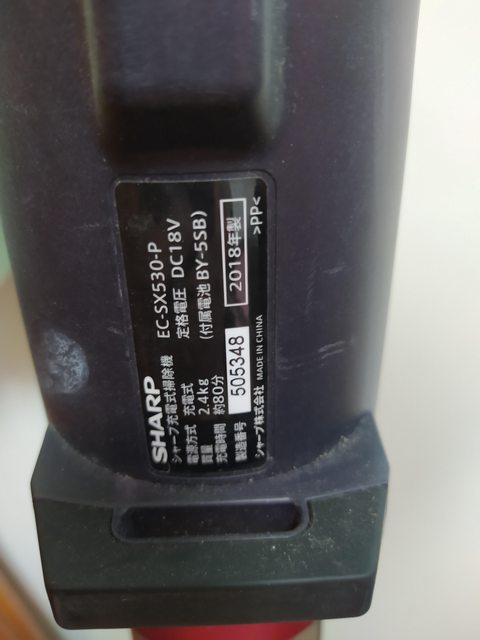 SHARP EC-SX530-P
シャープ充電式掃除機
電源方式 充電式 定格電圧 DC18V
質量 2.4kg (付属電池 BY-5SB)
充電時間 約80分
製造番号 505348 2018年製
シャープ株式会社 MADE IN CHINA >PP<